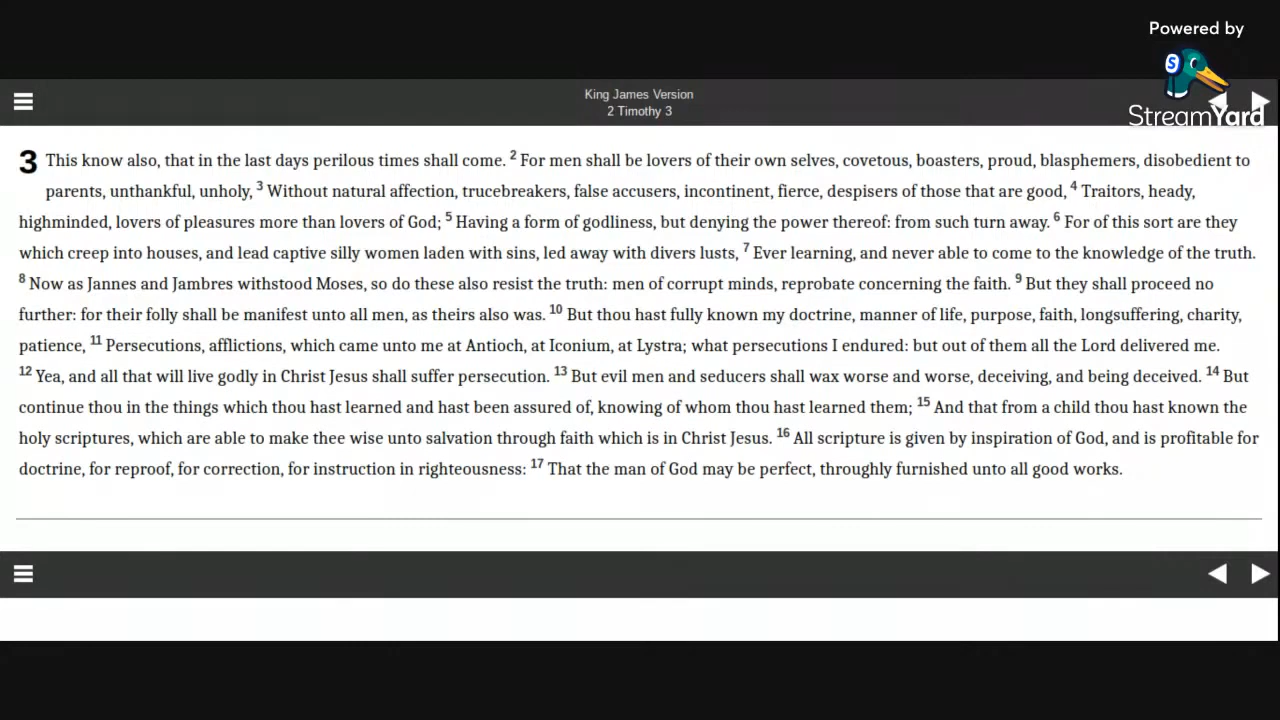 Powered by
StreamYard
King James Version
2 Timothy 3
3 This know also, that in the last days perilous times shall come. 2 For men shall be lovers of their own selves, covetous, boasters, proud, blasphemers, disobedient to
parents, unthankful, unholy, 3 Without natural affection, trucebreakers, false accusers, incontinent, fierce, despisers of those that are good, 4 Traitors, heady,
highminded, lovers of pleasures more than lovers of God; 5 Having a form of godliness, but denying the power thereof: from such turn away. 6 For of this sort are they
which creep into houses, and lead captive silly women laden with sins, led away with divers lusts, 7 Ever learning, and never able to come to the knowledge of the truth.
8 Now as Jannes and Jambres withstood Moses, so do these also resist the truth: men of corrupt minds, reprobate concerning the faith. 9 But they shall proceed no
further: for their folly shall be manifest unto all men, as theirs also was. 10 But thou hast fully known my doctrine, manner of life, purpose, faith, longsuffering, charity,
patience, 11 Persecutions, afflictions, which came unto me at Antioch, at Iconium, at Lystra; what persecutions I endured: but out of them all the Lord delivered me.
12 Yea, and all that will live godly in Christ Jesus shall suffer persecution. 13 But evil men and seducers shall wax worse and worse, deceiving, and being deceived. 14 But
continue thou in the things which thou hast learned and hast been assured of, knowing of whom thou hast learned them; 15 And that from a child thou hast known the
holy scriptures, which are able to make thee wise unto salvation through faith which is in Christ Jesus. 16 All scripture is given by inspiration of God, and is profitable for
doctrine, for reproof, for correction, for instruction in righteousness: 17 That the man of God may be perfect, throughly furnished unto all good works.